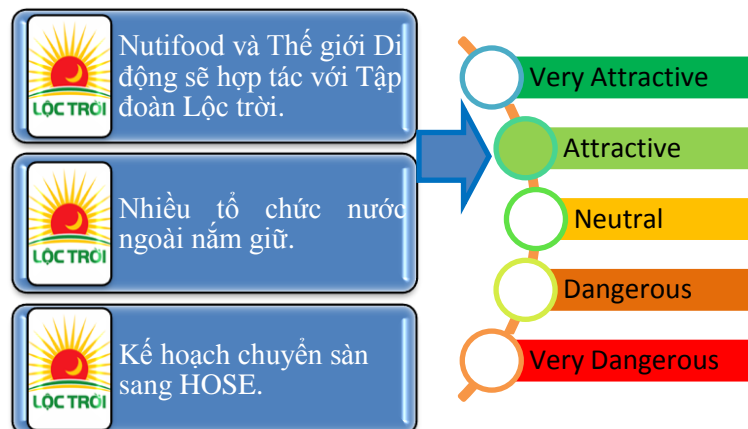 LỘC TRỜI
Nutifood và Thế giới Di
động sẽ hợp tác với Tập
đoàn Lộc trời.
LỘC TRỜI
Nhiều tổ chức nước
ngoài nắm giữ.
LỘC TRỜI
Kế hoạch chuyển sàn
sang HOSE.
Very Attractive
Attractive
Neutral
Dangerous
Very Dangerous